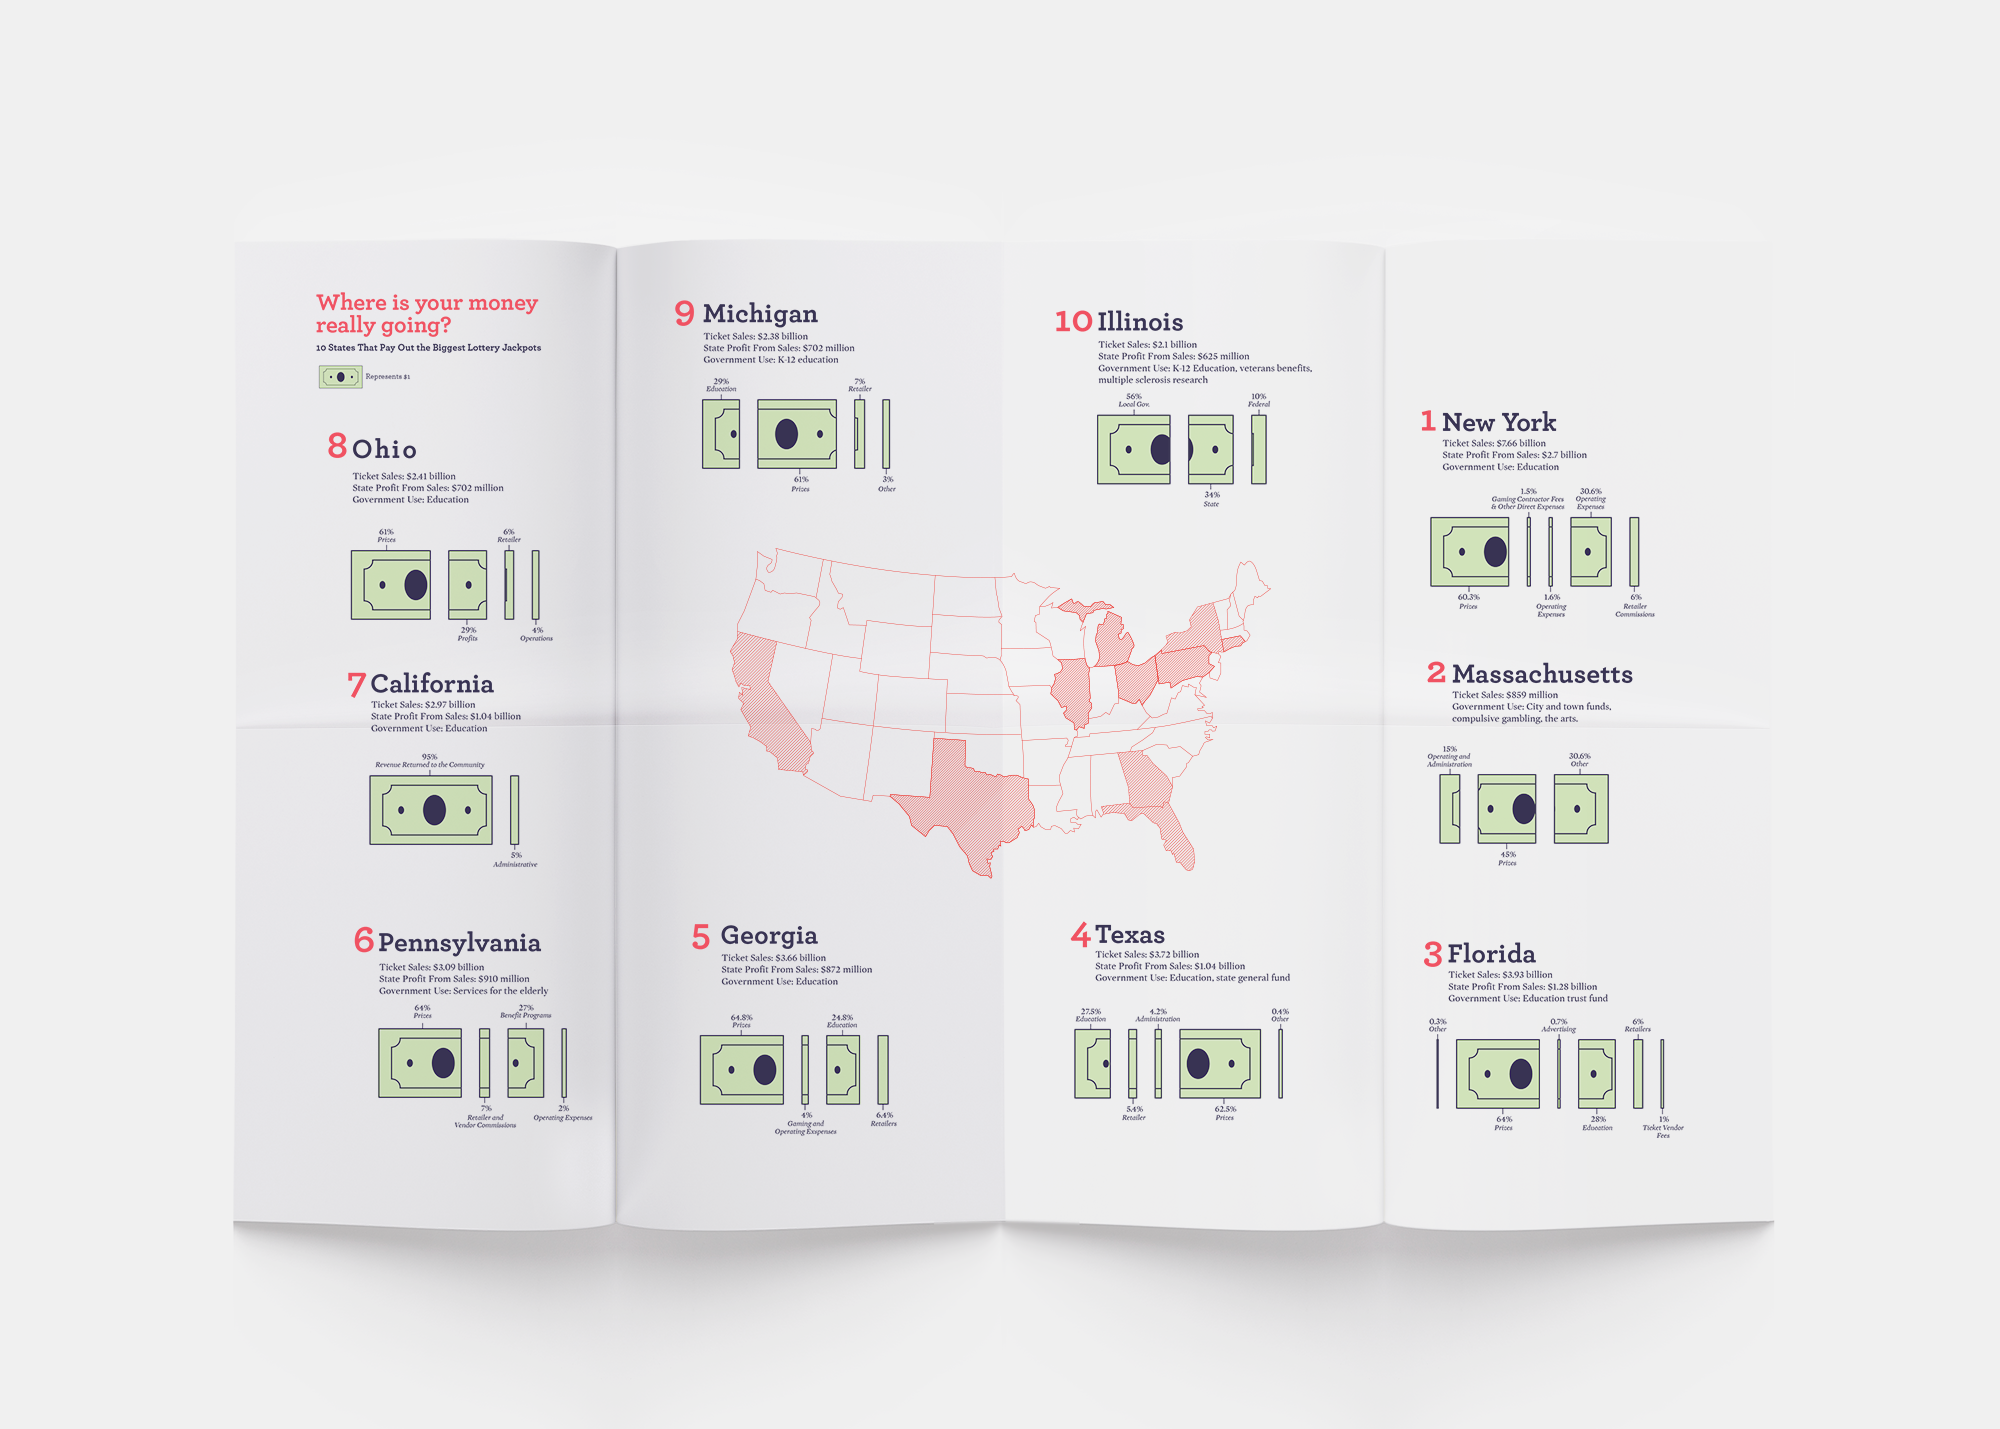 Where is your money
really going?
10 States That Pay Out the Biggest Lottery Jackpots
Represents $1
8 Ohio
Ticket Sales: $2.41 billion
State Profit From Sales: $702 million
Government Use: Education
61%
Prizes
6%
Retailer
29%
Profits
4%
Operations
7 California
Ticket Sales: $2.97 billion
State Profit From Sales: $1.04 billion
Government Use: Education
95%
Revenue Returned to the Community
5%
Administrative
6 Pennsylvania
Ticket Sales: $3.09 billion
State Profit From Sales: $910 million
Government Use: Services for the elderly
64%
Prizes
27%
Benefit Programs
7%
Retailer and
Vendor Commissions
2%
Operating Expenses
9 Michigan
Ticket Sales: $2.38 billion
State Profit From Sales: $702 million
Government Use: K-12 education
29%
Education
7%
Retailer
61%
Prizes
3%
Other
5 Georgia
Ticket Sales: $3.66 billion
State Profit From Sales: $872 million
Government Use: Education
64.8%
Prizes
24.8%
Education
4%
Gaming and
Operating Exspenses
6.4%
Retailers
10 Illinois
Ticket Sales: $2.1 billion
State Profit From Sales: $625 million
Government Use: K-12 Education, veterans benefits,
multiple sclerosis research
56%
Local Gov.
10%
Federal
34%
State
4 Texas
Ticket Sales: $3.72 billion
State Profit From Sales: $1.04 billion
Government Use: Education, state general fund
27.5%
Education
4.2%
Administration
0.4%
Other
5.4%
Retailer
62.5%
Prizes
1 New York
Ticket Sales: $7.66 billion
State Profit From Sales: $2.7 billion
Government Use: Education
1.5%
Gaming Contractor Fees
& Other Direct Expenses
30.6%
Operating
Expenses
60.3%
Prizes
1.6%
Operating
Expenses
6%
Retailer
Commissions
2 Massachusetts
Ticket Sales: $859 million
Government Use: City and town funds,
compulsive gambling, the arts.
15%
Operating and
Administration
30.6%
Other
45%
Prizes
3 Florida
Ticket Sales: $3.93 billion
State Profit From Sales: $1.28 billion
Government Use: Education trust fund
0.3%
Other
0.7%
Advertising
6%
Retailers
64%
Prizes
28%
Education
1%
Ticket Vendor
Fees